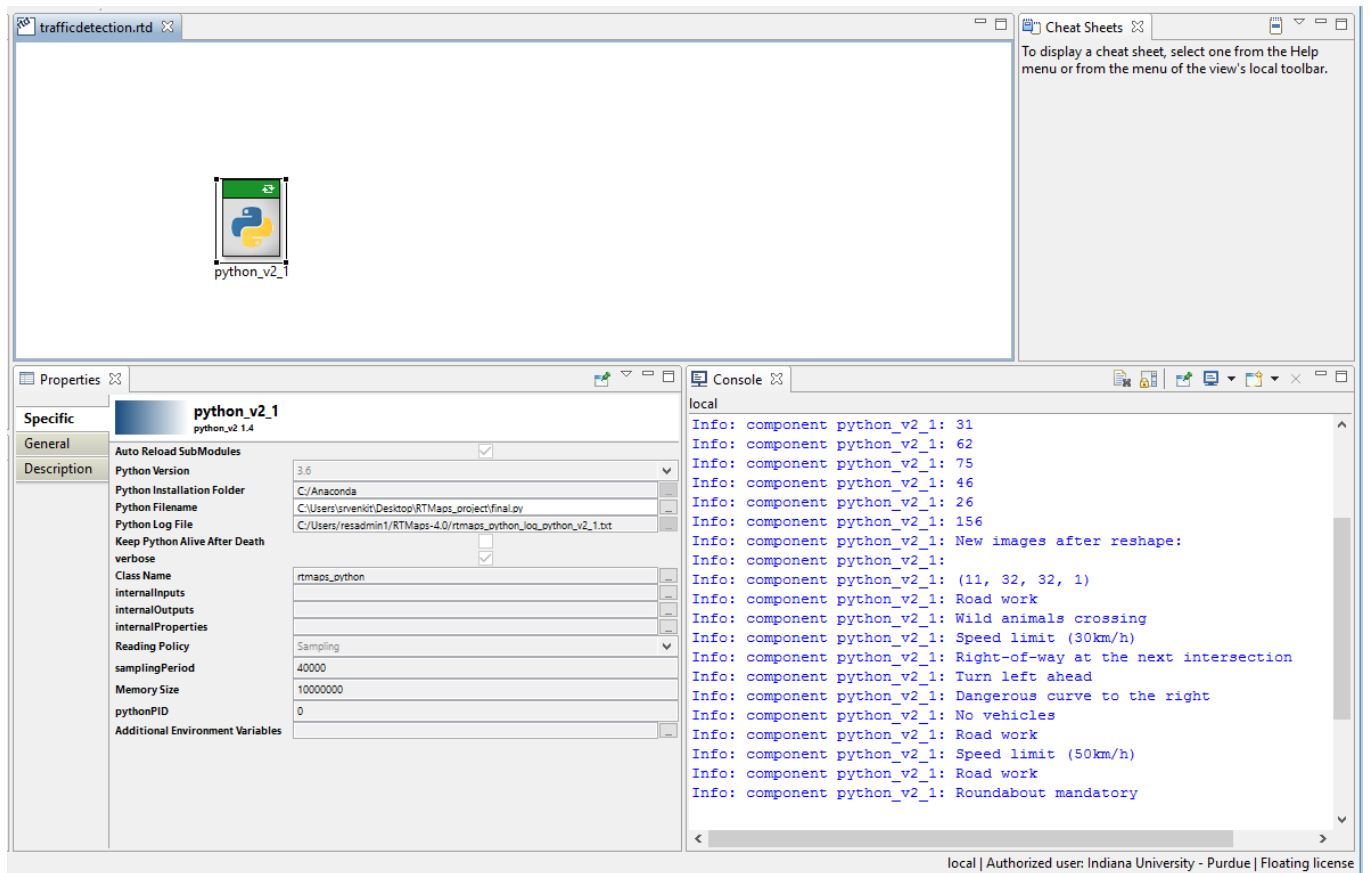 trafficdetection.rtd
python_v2_1
Cheat Sheets
To display a cheat sheet, select one from the Help
menu or from the menu of the view's local toolbar.
Properties
Specific
General
Description
python_v2_1
python_v2 1.4
Auto Reload SubModules
Python Version 3.6
Python Installation Folder C:/Anaconda
Python Filename C:\Users\srvenkit\Desktop\RTMaps_project\final.py
Python Log File C:/Users/resadmin1/RTMaps-4.0/rtmaps_python_log_python_v2_1.txt
Keep Python Alive After Death
verbose
Class Name rtmaps_python
internalInputs
internalOutputs
internalProperties
Reading Policy Sampling
samplingPeriod 40000
Memory Size 10000000
pythonPID 0
Additional Environment Variables
Console
local
Info: component python_v2_1: 31
Info: component python_v2_1: 62
Info: component python_v2_1: 75
Info: component python_v2_1: 46
Info: component python_v2_1: 26
Info: component python_v2_1: 156
Info: component python_v2_1: New images after reshape:
Info: component python_v2_1:
Info: component python_v2_1: (11, 32, 32, 1)
Info: component python_v2_1: Road work
Info: component python_v2_1: Wild animals crossing
Info: component python_v2_1: Speed limit (30km/h)
Info: component python_v2_1: Right-of-way at the next intersection
Info: component python_v2_1: Turn left ahead
Info: component python_v2_1: Dangerous curve to the right
Info: component python_v2_1: No vehicles
Info: component python_v2_1: Road work
Info: component python_v2_1: Speed limit (50km/h)
Info: component python_v2_1: Road work
Info: component python_v2_1: Roundabout mandatory
local | Authorized user: Indiana University - Purdue | Floating license